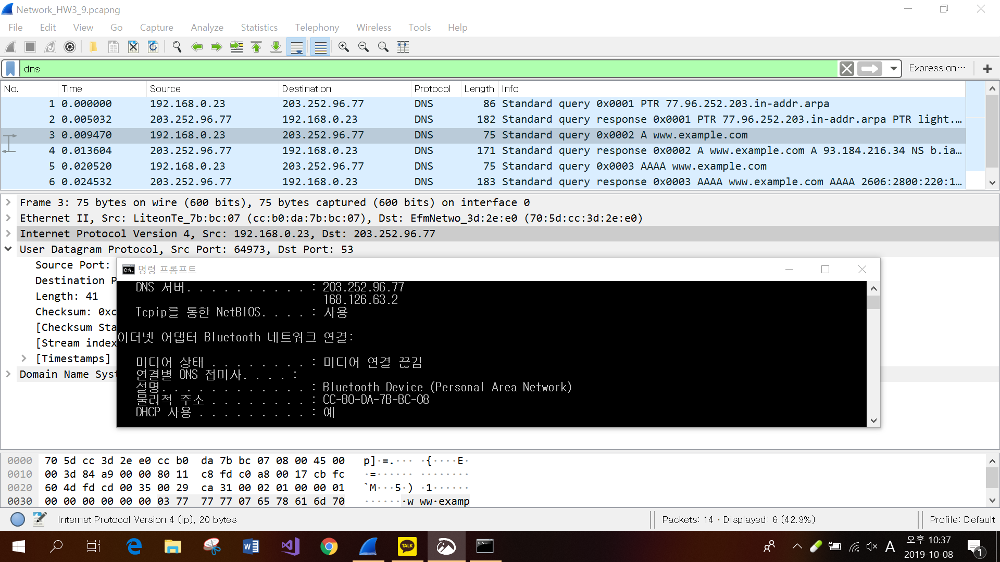 Network_HW3_9.pcapng
File Edit View Go Capture Analyze Statistics Telephony Wireless Tools Help
dns
Expression…
No. Time Source Destination Protocol Length Info
1 0.000000 192.168.0.23 203.252.96.77 DNS 86 Standard query 0x0001 PTR 77.96.252.203.in-addr.arpa
2 0.005032 203.252.96.77 192.168.0.23 DNS 182 Standard query response 0x0001 PTR 77.96.252.203.in-addr.arpa PTR light.…
3 0.009470 192.168.0.23 203.252.96.77 DNS 75 Standard query 0x0002 A www.example.com
4 0.013604 203.252.96.77 192.168.0.23 DNS 171 Standard query response 0x0002 A www.example.com A 93.184.216.34 NS b.ia…
5 0.020520 192.168.0.23 203.252.96.77 DNS 75 Standard query 0x0003 AAAA www.example.com
6 0.024532 203.252.96.77 192.168.0.23 DNS 183 Standard query response 0x0003 AAAA www.example.com AAAA 2606:2800:220:1…
Frame 3: 75 bytes on wire (600 bits), 75 bytes captured (600 bits) on interface 0
Ethernet II, Src: LiteonTe_7b:bc:07 (cc:b0:da:7b:bc:07), Dst: EfmNetwo_3d:2e:e0 (70:5d:cc:3d:2e:e0)
Internet Protocol Version 4, Src: 192.168.0.23, Dst: 203.252.96.77
User Datagram Protocol, Src Port: 64973, Dst Port: 53
Source Port:
Destination P
Length: 41
Checksum: 0xc
[Checksum Sta
[Stream index
[Timestamps]
Domain Name Syst
명령 프롬프트
DNS 서버. . . . . . . . . . : 203.252.96.77
168.126.63.2
Tcpip를 통한 NetBIOS. . . . : 사용
이더넷 어댑터 Bluetooth 네트워크 연결:
미디어 상태 . . . . . . . . : 미디어 연결 끊김
연결별 DNS 접미사. . . . :
설명. . . . . . . . . . . . : Bluetooth Device (Personal Area Network)
물리적 주소 . . . . . . . . : CC-B0-DA-7B-BC-08
DHCP 사용 . . . . . . . . . : 예
0000 70 5d cc 3d 2e e0 cc b0 da 7b bc 07 08 00 45 00 p]·=.··· ·{····E·
0010 00 3d 84 a9 00 00 80 11 c8 fd c0 a8 00 17 cb fc ·=······ ········
0020 60 4d fd cd 00 35 00 29 ca 31 00 02 01 00 00 01 `M···5·) ·1······
0030 00 00 00 00 00 00 03 77 77 77 07 65 78 61 6d 70 ·······w ww·examp
Internet Protocol Version 4 (ip), 20 bytes
Packets: 14 · Displayed: 6 (42.9%)
Profile: Default
TALK
A
오후 10:37
2019-10-08
1